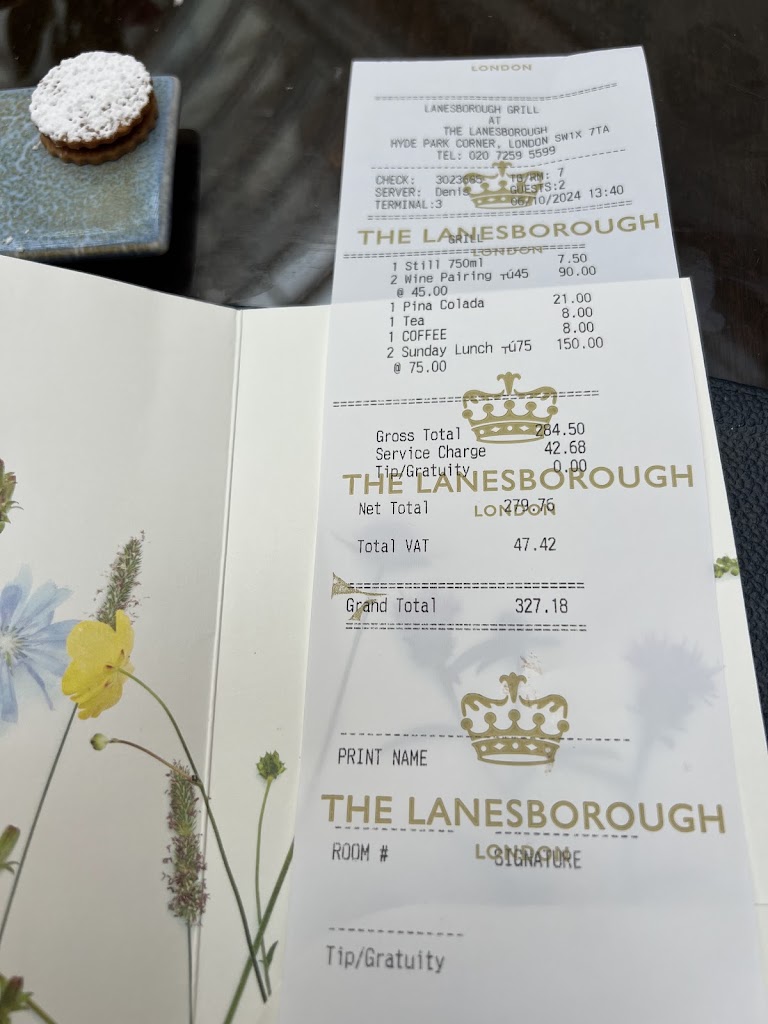 LONDON
LANESBOROUGH GRILL
AT
THE LANESBOROUGH
HYDE PARK CORNER, LONDON SW1X 7TA
TEL: 020 7259 5599
CHECK: 3023665 TB/RM: 7
SERVER: Denis GUESTS:2
TERMINAL:3 06/10/2024 13:40
THE LANESBOROUGH
GRILL
LONDON
1 Still 750ml 7.50
2 Wine Pairing ┬ú45 90.00
@ 45.00
1 Pina Colada 21.00
1 Tea 8.00
1 COFFEE 8.00
2 Sunday Lunch ┬ú75 150.00
@ 75.00
Gross Total 284.50
Service Charge 42.68
Tip/Gratuity 0.00
THE LANESBOROUGH
LONDON
Net Total 279.76
Total VAT 47.42
Grand Total 327.18
PRINT NAME
THE LANESBOROUGH
LONDON
ROOM # SIGNATURE
Tip/Gratuity